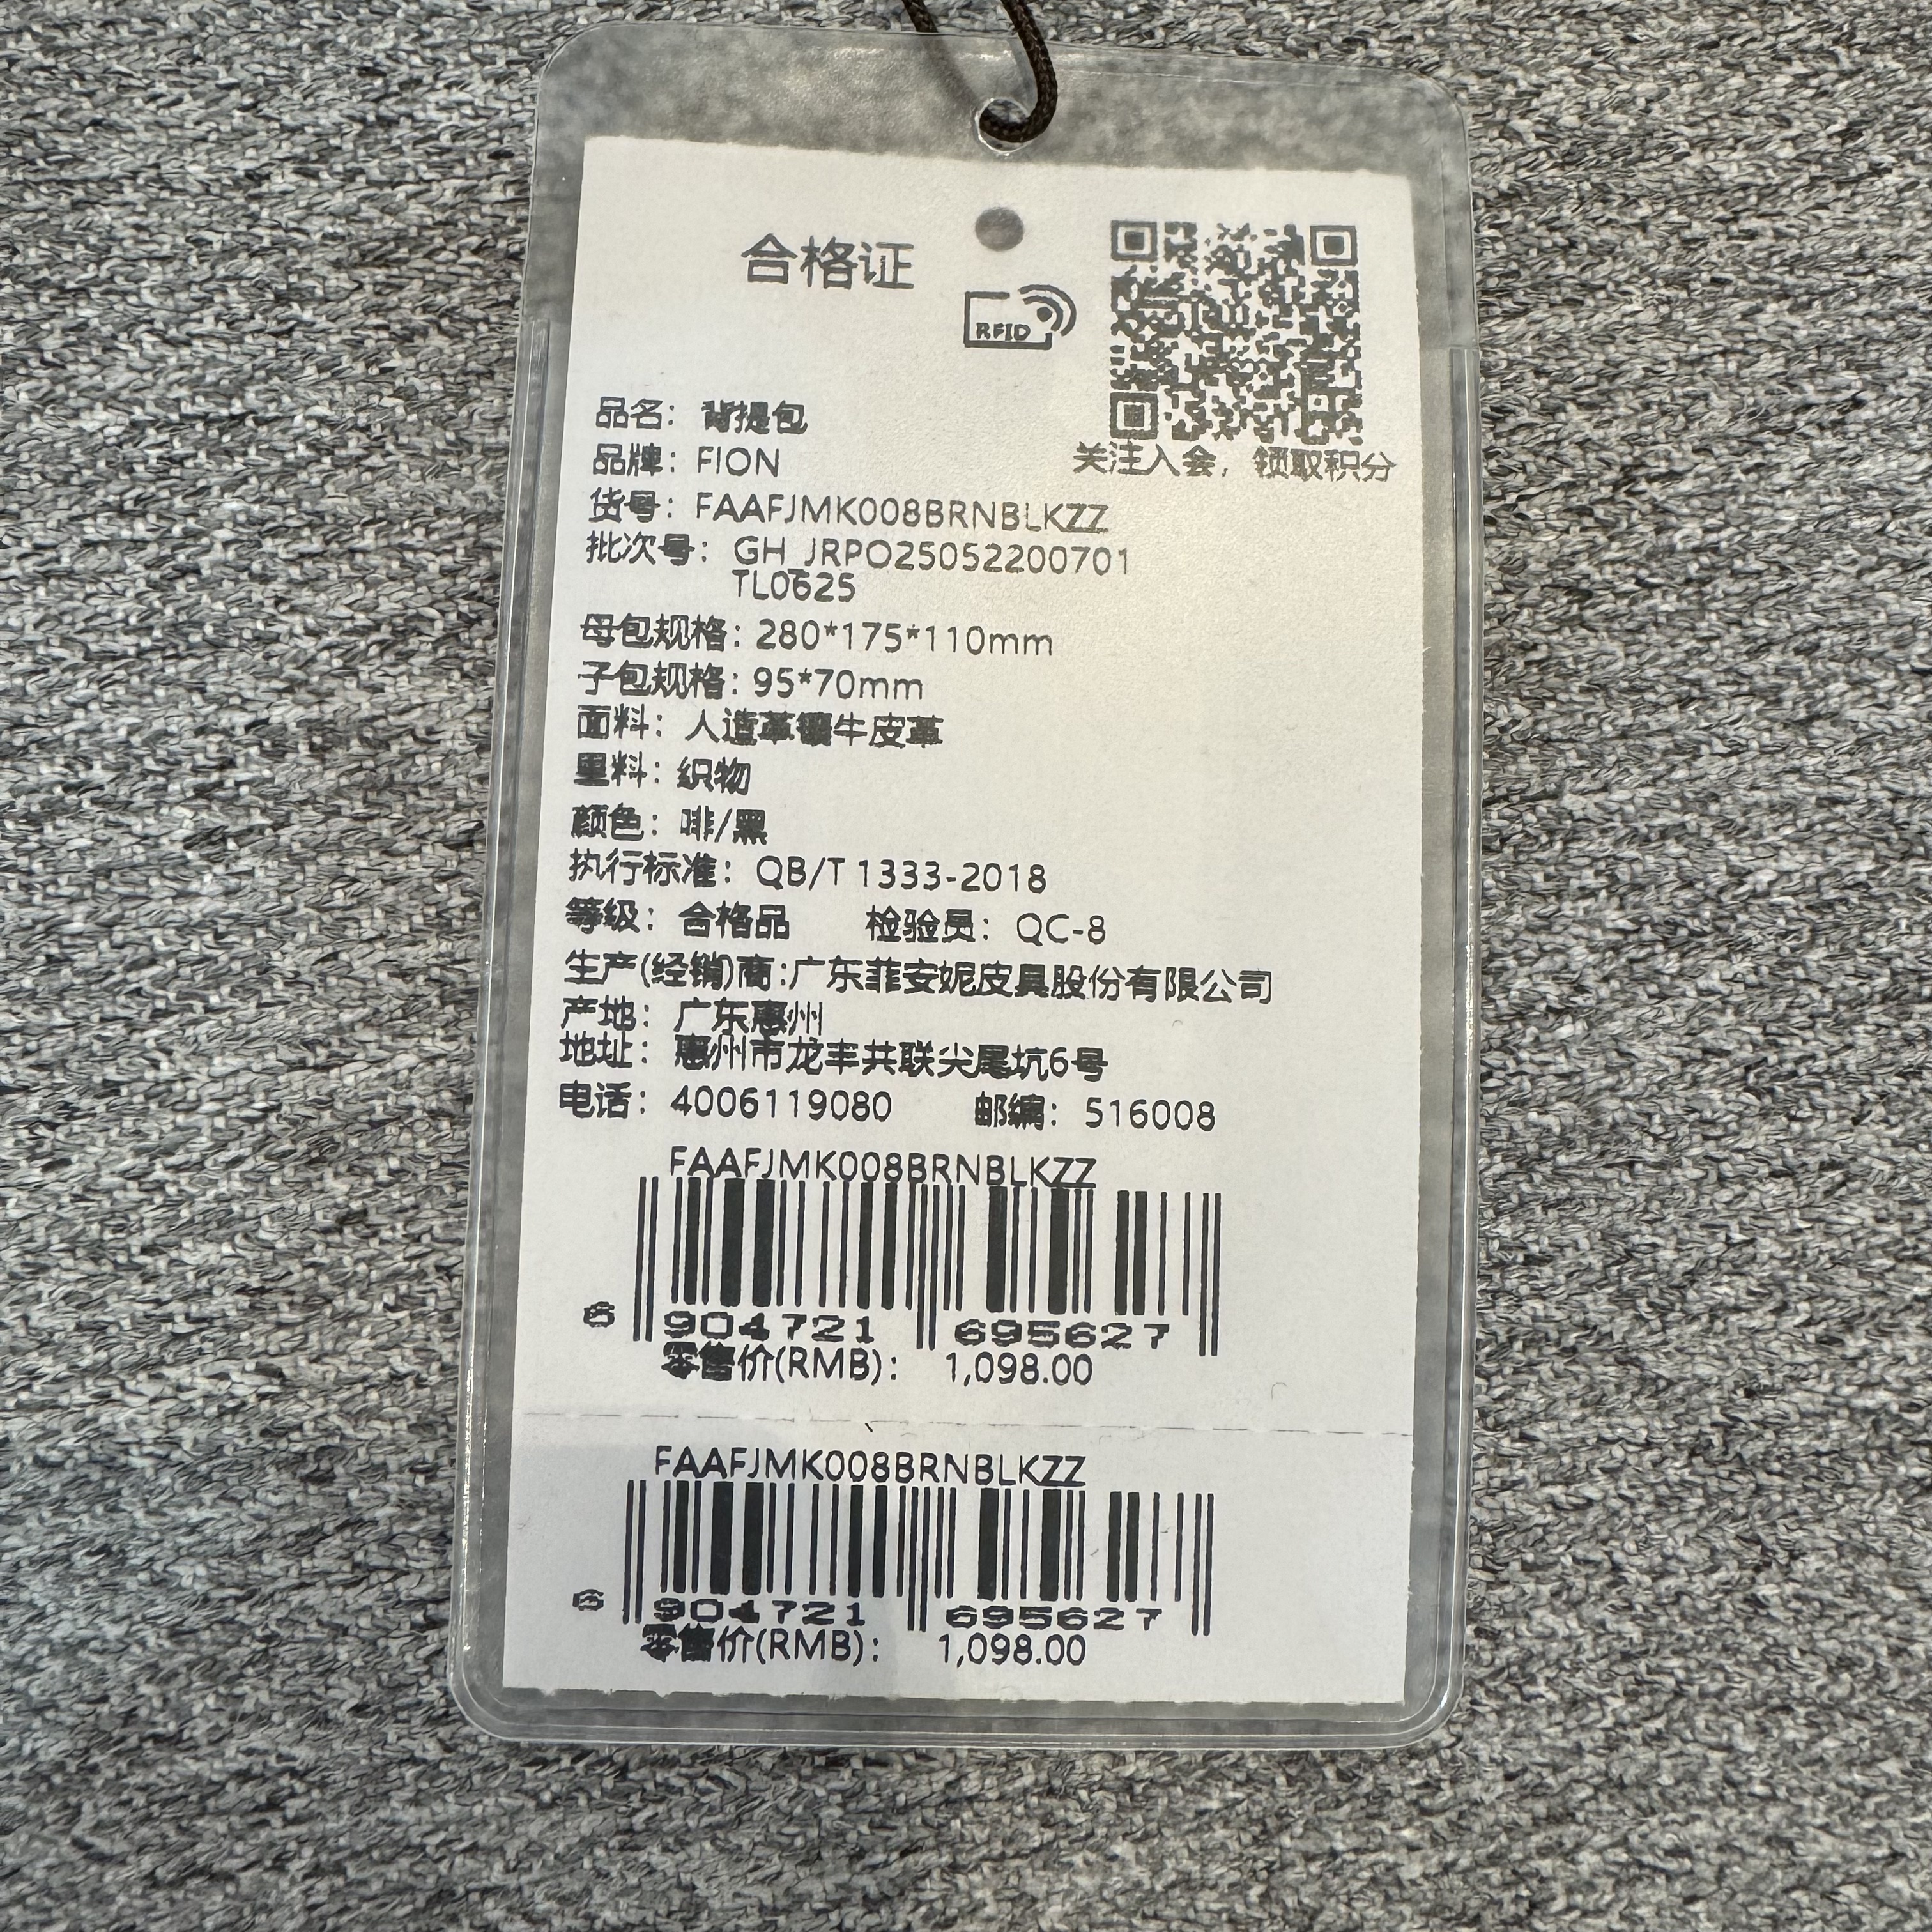 合格证
RFID
关注入会，领取积分
品名：背提包
品牌：FION
货号：FAAFJMK008BRNBLKZZ
批次号：GH_JRPO25052200701
TL0625
母包规格：280*175*110mm
子包规格：95*70mm
面料：人造革镶牛皮革
里料：织物
颜色：啡/黑
执行标准：QB/T 1333-2018
等级：合格品 检验员：QC-8
生产(经销)商:广东菲安妮皮具股份有限公司
产地：广东惠州
地址：惠州市龙丰共联尖尾坑6号
电话：4006119080 邮编：516008
FAAFJMK008BRNBLKZZ
6 904721 695627
零售价(RMB)： 1,098.00
FAAFJMK008BRNBLKZZ
6 904721 695627
零售价(RMB)： 1,098.00